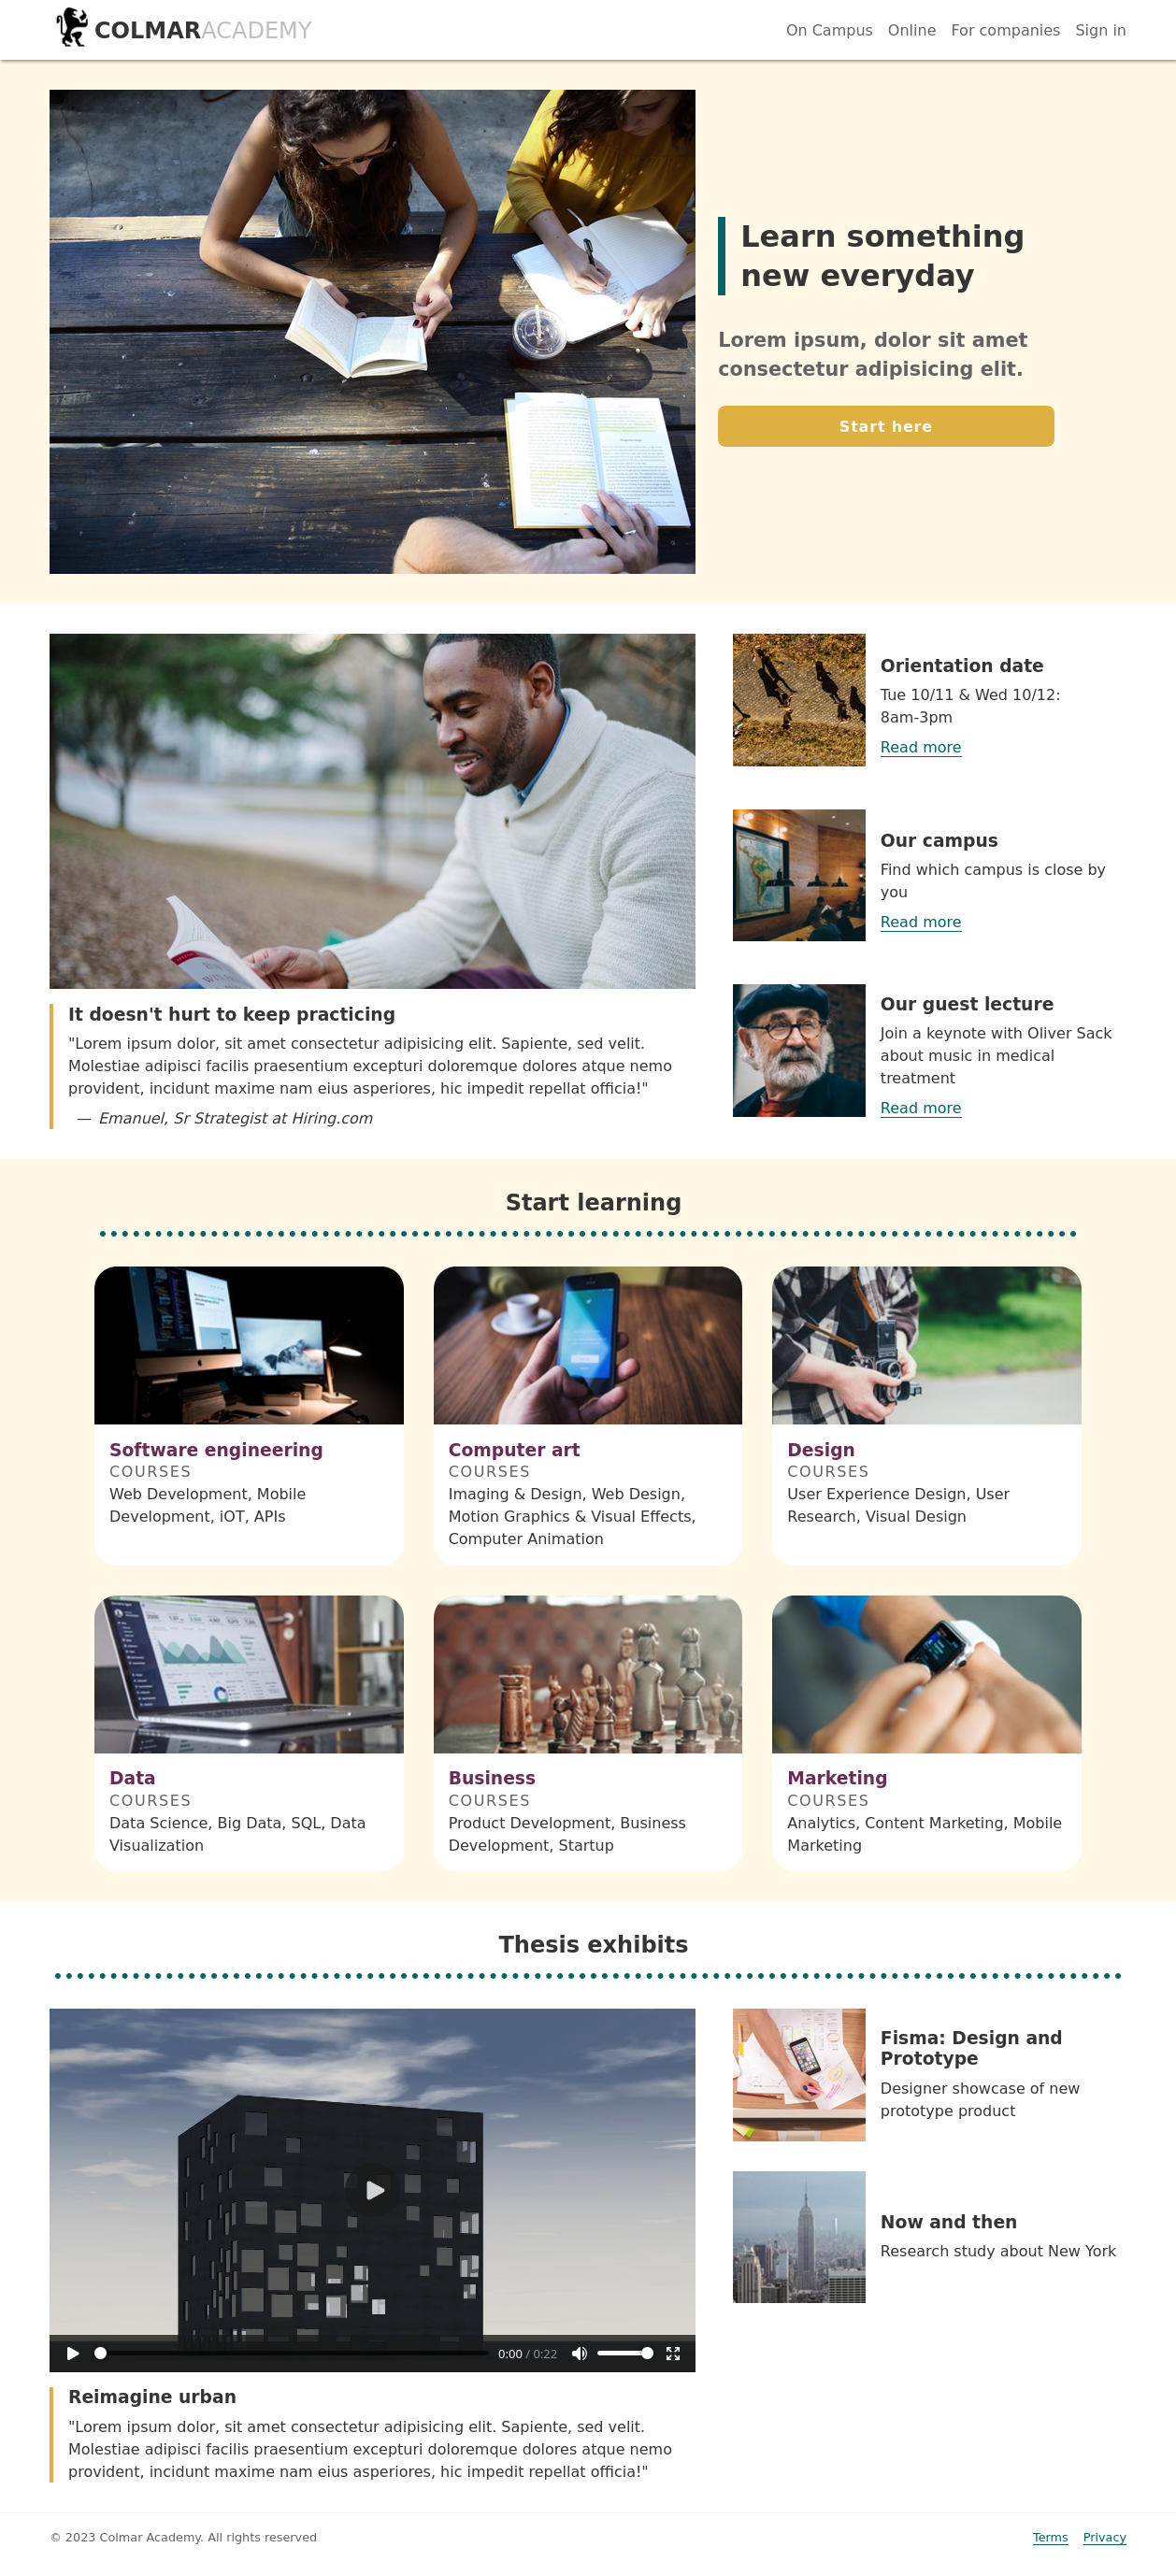 COLMARACADEMY
On Campus Online For companies Sign in
Learn something
new everyday
Lorem ipsum, dolor sit amet
consectetur adipisicing elit.
Start here
It doesn't hurt to keep practicing
"Lorem ipsum dolor, sit amet consectetur adipisicing elit. Sapiente, sed velit.
Molestiae adipisci facilis praesentium excepturi doloremque dolores atque nemo
provident, incidunt maxime nam eius asperiores, hic impedit repellat officia!"
— Emanuel, Sr Strategist at Hiring.com
Orientation date
Tue 10/11 & Wed 10/12:
8am-3pm
Read more
Our campus
Find which campus is close by
you
Read more
Our guest lecture
Join a keynote with Oliver Sack
about music in medical
treatment
Read more
Start learning
Software engineering
COURSES
Web Development, Mobile
Development, iOT, APIs
Computer art
COURSES
Imaging & Design, Web Design,
Motion Graphics & Visual Effects,
Computer Animation
Design
COURSES
User Experience Design, User
Research, Visual Design
Data
COURSES
Data Science, Big Data, SQL, Data
Visualization
Business
COURSES
Product Development, Business
Development, Startup
Marketing
COURSES
Analytics, Content Marketing, Mobile
Marketing
Thesis exhibits
0:00 / 0:22
Reimagine urban
"Lorem ipsum dolor, sit amet consectetur adipisicing elit. Sapiente, sed velit.
Molestiae adipisci facilis praesentium excepturi doloremque dolores atque nemo
provident, incidunt maxime nam eius asperiores, hic impedit repellat officia!"
Fisma: Design and
Prototype
Designer showcase of new
prototype product
Now and then
Research study about New York
© 2023 Colmar Academy. All rights reserved
Terms Privacy